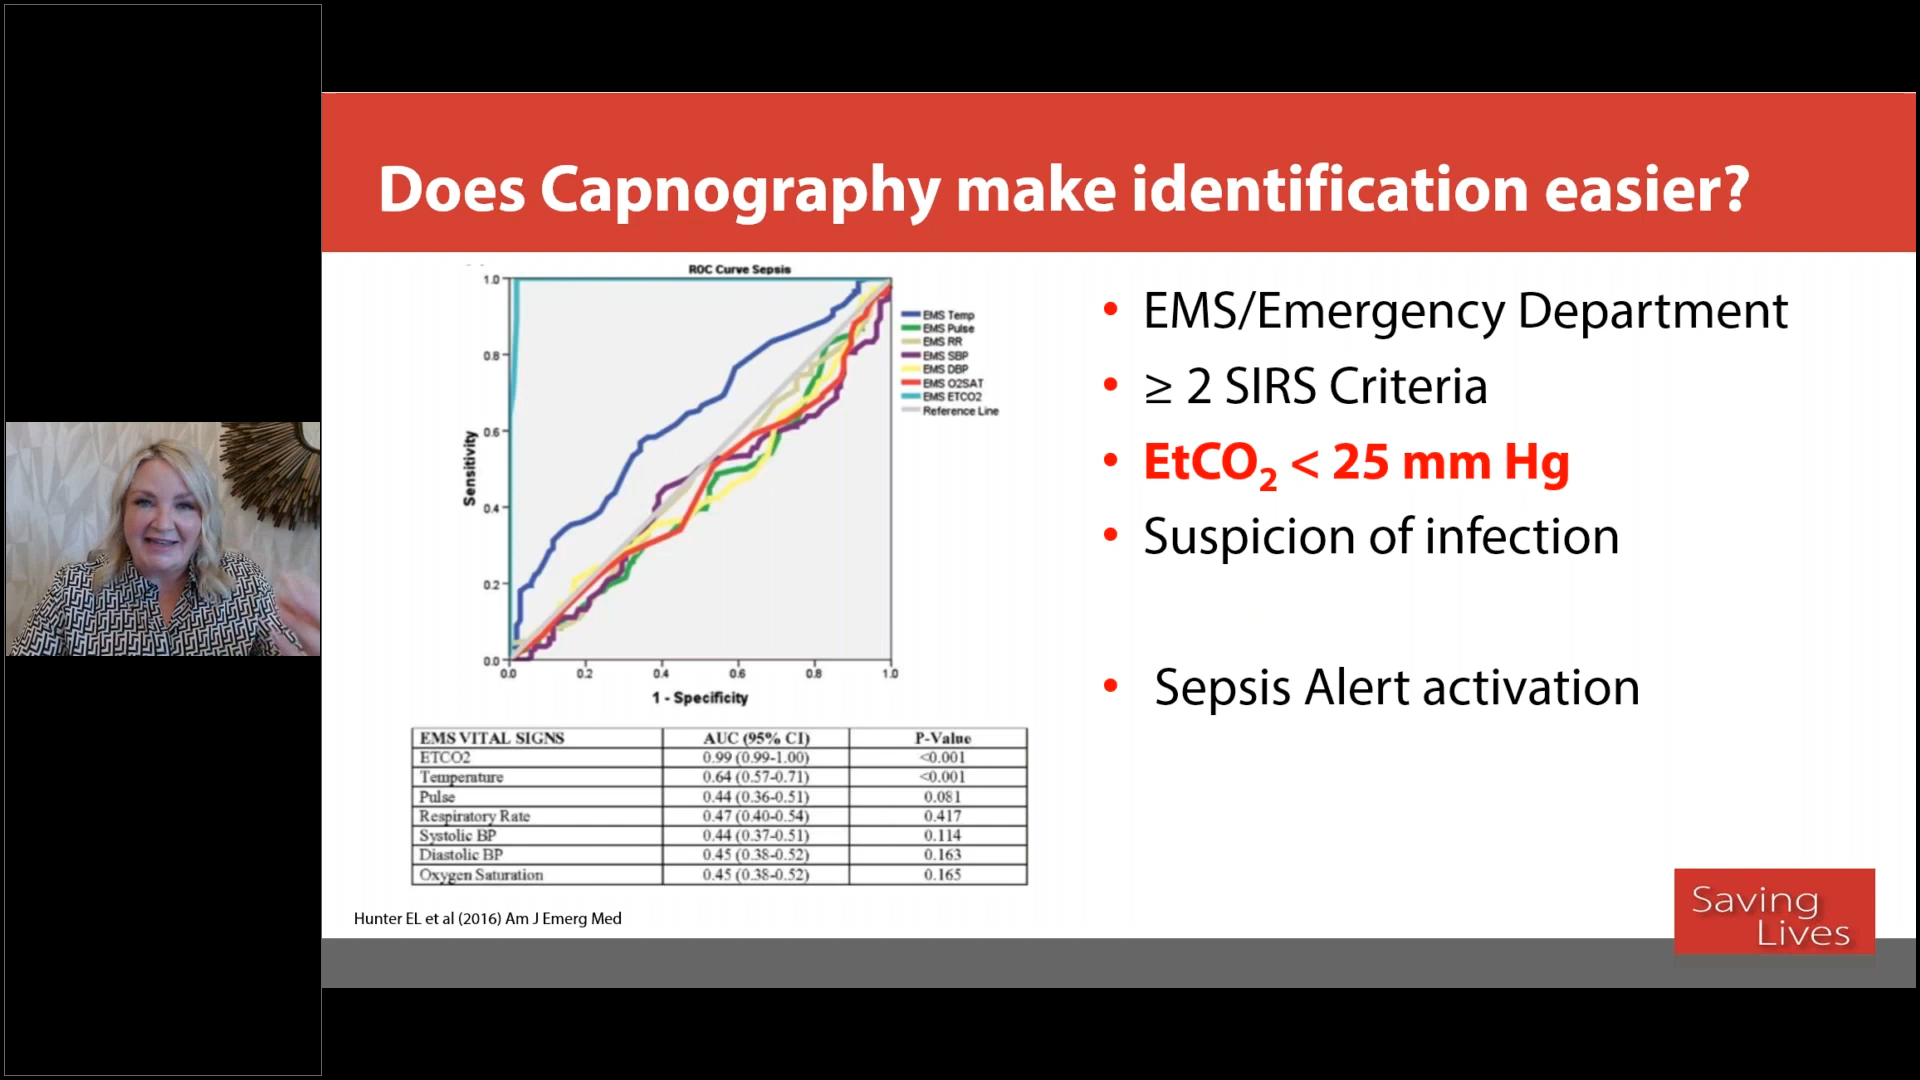 Does Capnography make identification easier?
ROC Curve Sepsis
1.0
0.8
0.6
0.4
0.2
0.0
Sensitivity
0.0 0.2 0.4 0.6 0.8 1.0
1 - Specificity
EMS Temp
EMS Pulse
EMS RR
EMS SBP
EMS DBP
EMS O2SAT
EMS ETCO2
Reference Line
EMS VITAL SIGNS AUC (95% CI) P-Value
ETCO2 0.99 (0.99-1.00) <0.001
Temperature 0.64 (0.57-0.71) <0.001
Pulse 0.44 (0.36-0.51) 0.081
Respiratory Rate 0.47 (0.40-0.54) 0.417
Systolic BP 0.44 (0.37-0.51) 0.114
Diastolic BP 0.45 (0.38-0.52) 0.163
Oxygen Saturation 0.45 (0.38-0.52) 0.165
Hunter EL et al (2016) Am J Emerg Med
• EMS/Emergency Department
• ≥ 2 SIRS Criteria
• EtCO₂ < 25 mm Hg
• Suspicion of infection
• Sepsis Alert activation
Saving
Lives